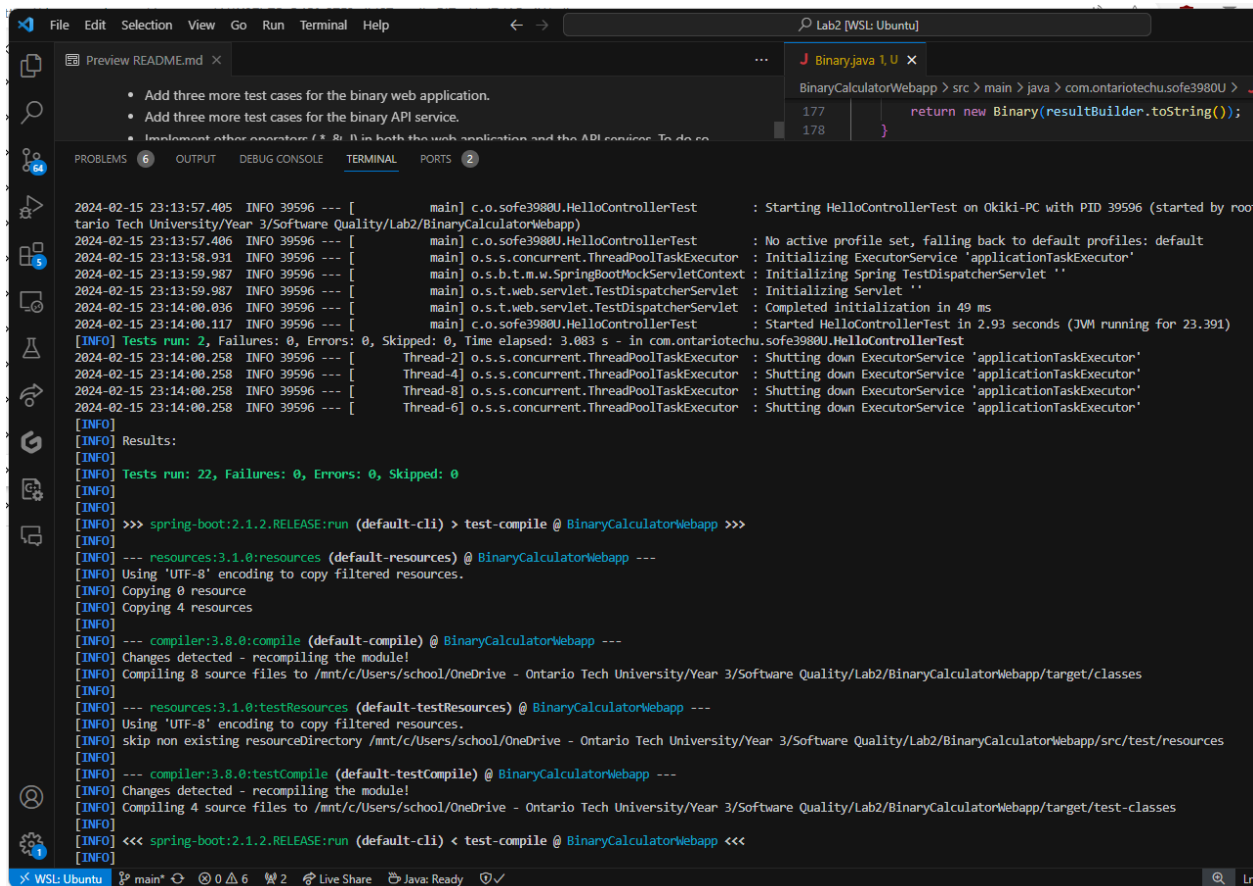 File Edit Selection View Go Run Terminal Help
Lab2 [WSL: Ubuntu]
Preview README.md
J Binary.java 1, U
BinaryCalculatorWebapp > src > main > java > com.ontariotechu.sofe3980U >
• Add three more test cases for the binary web application.
• Add three more test cases for the binary API service.
• Implement other operators ( *, &, |) in both the web application and the API services. To do so
177 return new Binary(resultBuilder.toString());
178 }
PROBLEMS 6 OUTPUT DEBUG CONSOLE TERMINAL PORTS 2
64
5
2024-02-15 23:13:57.405 INFO 39596 --- [ main] c.o.sofe3980U.HelloControllerTest : Starting HelloControllerTest on Okiki-PC with PID 39596 (started by roo
tario Tech University/Year 3/Software Quality/Lab2/BinaryCalculatorWebapp)
2024-02-15 23:13:57.406 INFO 39596 --- [ main] c.o.sofe3980U.HelloControllerTest : No active profile set, falling back to default profiles: default
2024-02-15 23:13:58.931 INFO 39596 --- [ main] o.s.s.concurrent.ThreadPoolTaskExecutor : Initializing ExecutorService 'applicationTaskExecutor'
2024-02-15 23:13:59.987 INFO 39596 --- [ main] o.s.b.t.m.w.SpringBootMockServletContext : Initializing Spring TestDispatcherServlet ''
2024-02-15 23:13:59.987 INFO 39596 --- [ main] o.s.t.web.servlet.TestDispatcherServlet : Initializing Servlet ''
2024-02-15 23:14:00.036 INFO 39596 --- [ main] o.s.t.web.servlet.TestDispatcherServlet : Completed initialization in 49 ms
2024-02-15 23:14:00.117 INFO 39596 --- [ main] c.o.sofe3980U.HelloControllerTest : Started HelloControllerTest in 2.93 seconds (JVM running for 23.391)
[INFO] Tests run: 2, Failures: 0, Errors: 0, Skipped: 0, Time elapsed: 3.083 s - in com.ontariotechu.sofe3980U.HelloControllerTest
2024-02-15 23:14:00.258 INFO 39596 --- [ Thread-2] o.s.s.concurrent.ThreadPoolTaskExecutor : Shutting down ExecutorService 'applicationTaskExecutor'
2024-02-15 23:14:00.258 INFO 39596 --- [ Thread-4] o.s.s.concurrent.ThreadPoolTaskExecutor : Shutting down ExecutorService 'applicationTaskExecutor'
2024-02-15 23:14:00.258 INFO 39596 --- [ Thread-8] o.s.s.concurrent.ThreadPoolTaskExecutor : Shutting down ExecutorService 'applicationTaskExecutor'
2024-02-15 23:14:00.258 INFO 39596 --- [ Thread-6] o.s.s.concurrent.ThreadPoolTaskExecutor : Shutting down ExecutorService 'applicationTaskExecutor'
[INFO]
[INFO] Results:
[INFO]
[INFO] Tests run: 22, Failures: 0, Errors: 0, Skipped: 0
[INFO]
[INFO]
[INFO] >>> spring-boot:2.1.2.RELEASE:run (default-cli) > test-compile @ BinaryCalculatorWebapp >>>
[INFO]
[INFO] --- resources:3.1.0:resources (default-resources) @ BinaryCalculatorWebapp ---
[INFO] Using 'UTF-8' encoding to copy filtered resources.
[INFO] Copying 0 resource
[INFO] Copying 4 resources
[INFO]
[INFO] --- compiler:3.8.0:compile (default-compile) @ BinaryCalculatorWebapp ---
[INFO] Changes detected - recompiling the module!
[INFO] Compiling 8 source files to /mnt/c/Users/school/OneDrive - Ontario Tech University/Year 3/Software Quality/Lab2/BinaryCalculatorWebapp/target/classes
[INFO]
[INFO] --- resources:3.1.0:testResources (default-testResources) @ BinaryCalculatorWebapp ---
[INFO] Using 'UTF-8' encoding to copy filtered resources.
[INFO] skip non existing resourceDirectory /mnt/c/Users/school/OneDrive - Ontario Tech University/Year 3/Software Quality/Lab2/BinaryCalculatorWebapp/src/test/resources
[INFO]
[INFO] --- compiler:3.8.0:testCompile (default-testCompile) @ BinaryCalculatorWebapp ---
[INFO] Changes detected - recompiling the module!
[INFO] Compiling 4 source files to /mnt/c/Users/school/OneDrive - Ontario Tech University/Year 3/Software Quality/Lab2/BinaryCalculatorWebapp/target/test-classes
[INFO]
[INFO] <<< spring-boot:2.1.2.RELEASE:run (default-cli) < test-compile @ BinaryCalculatorWebapp <<<
[INFO]
1
WSL: Ubuntu main* 0 6 2 Live Share Java: Ready